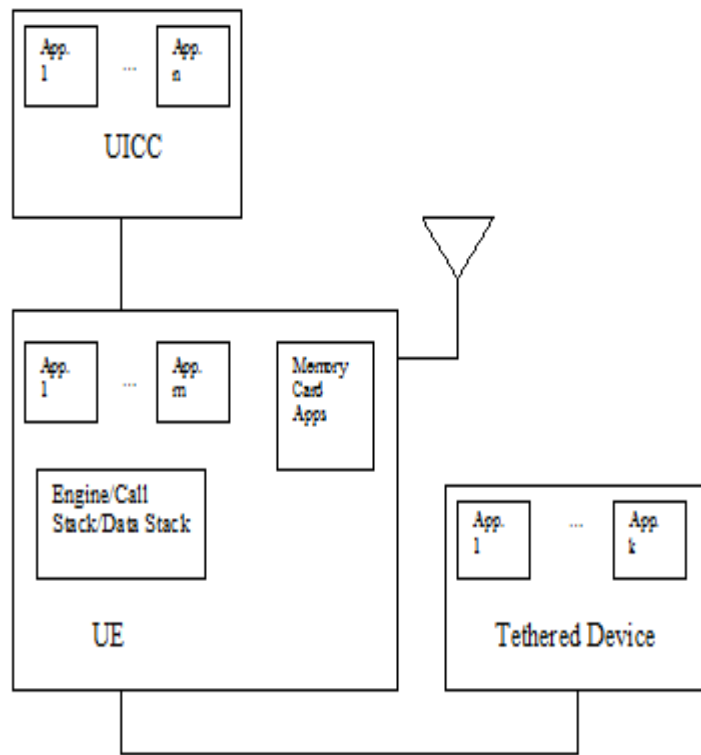 App.
1
...
App.
n
UICC
App.
1
...
App.
m
Memory
Card
Apps
Engine/Call
Stack/Data Stack
UE
App.
1
...
App.
k
Tethered Device